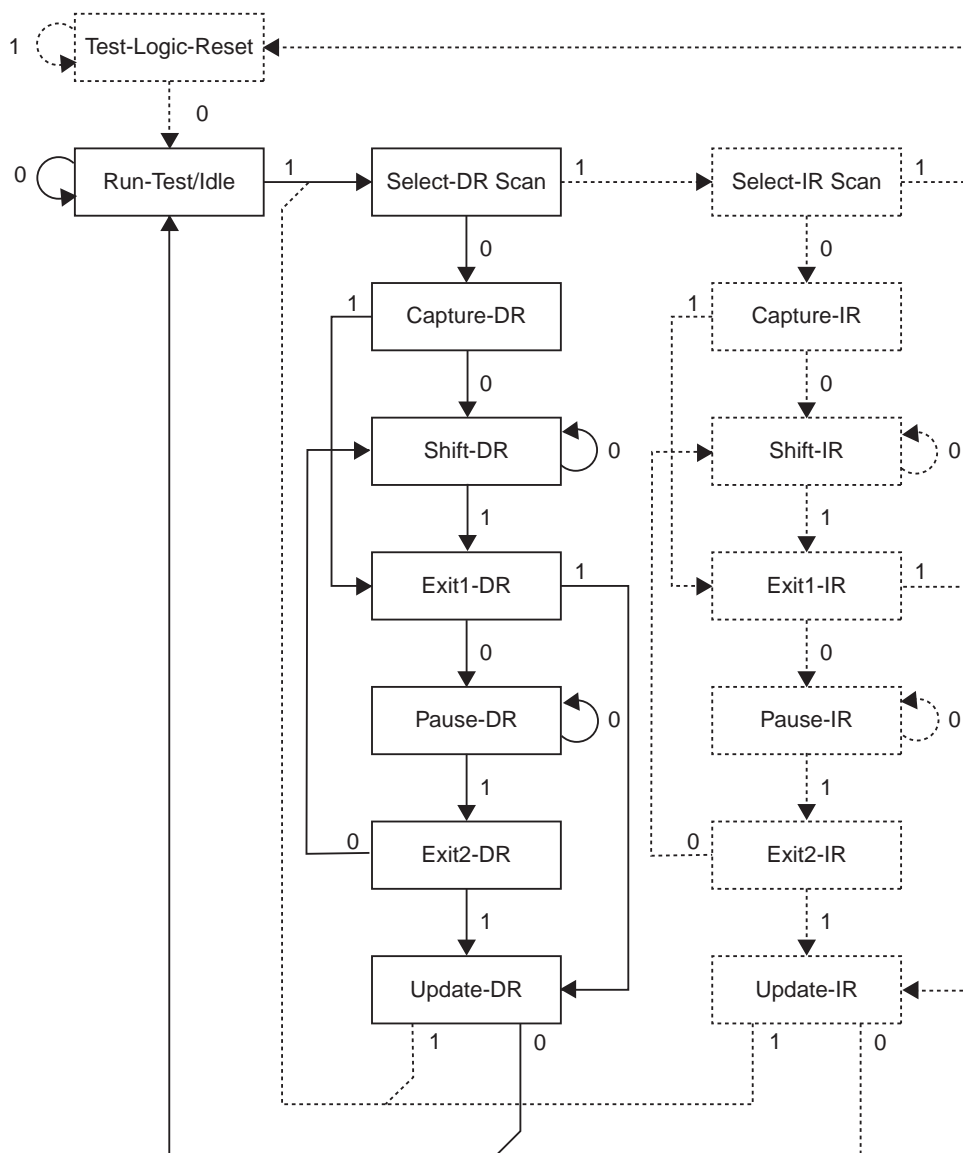 1
Test-Logic-Reset
0
0
Run-Test/Idle
1
Select-DR Scan
1
Select-IR Scan
1
0
0
1
Capture-DR
1
Capture-IR
0
0
Shift-DR
0
Shift-IR
0
1
1
Exit1-DR
1
Exit1-IR
1
0
0
Pause-DR
0
Pause-IR
0
1
1
0
Exit2-DR
0
Exit2-IR
1
1
Update-DR
Update-IR
1
0
1
0